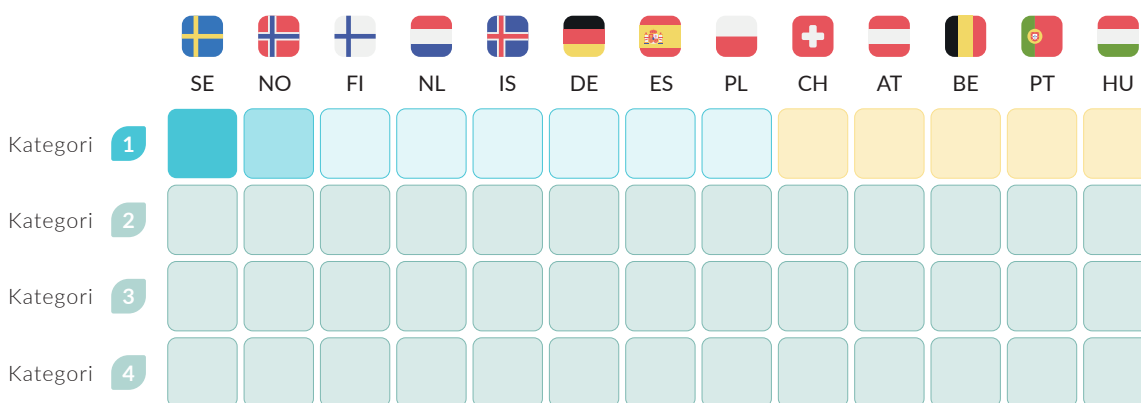 SE NO FI NL IS DE ES PL CH AT BE PT HU
Kategori 1
Kategori 2
Kategori 3
Kategori 4